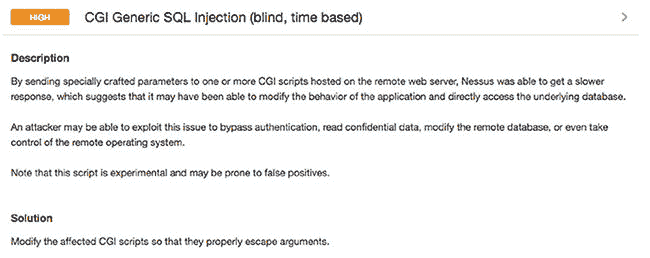 HIGH CGI Generic SQL Injection (blind, time based)
Description
By sending specially crafted parameters to one or more CGI scripts hosted on the remote web server, Nessus was able to get a slower
response, which suggests that it may have been able to modify the behavior of the application and directly access the underlying database.
An attacker may be able to exploit this issue to bypass authentication, read confidential data, modify the remote database, or even take
control of the remote operating system.
Note that this script is experimental and may be prone to false positives.
Solution
Modify the affected CGI scripts so that they properly escape arguments.